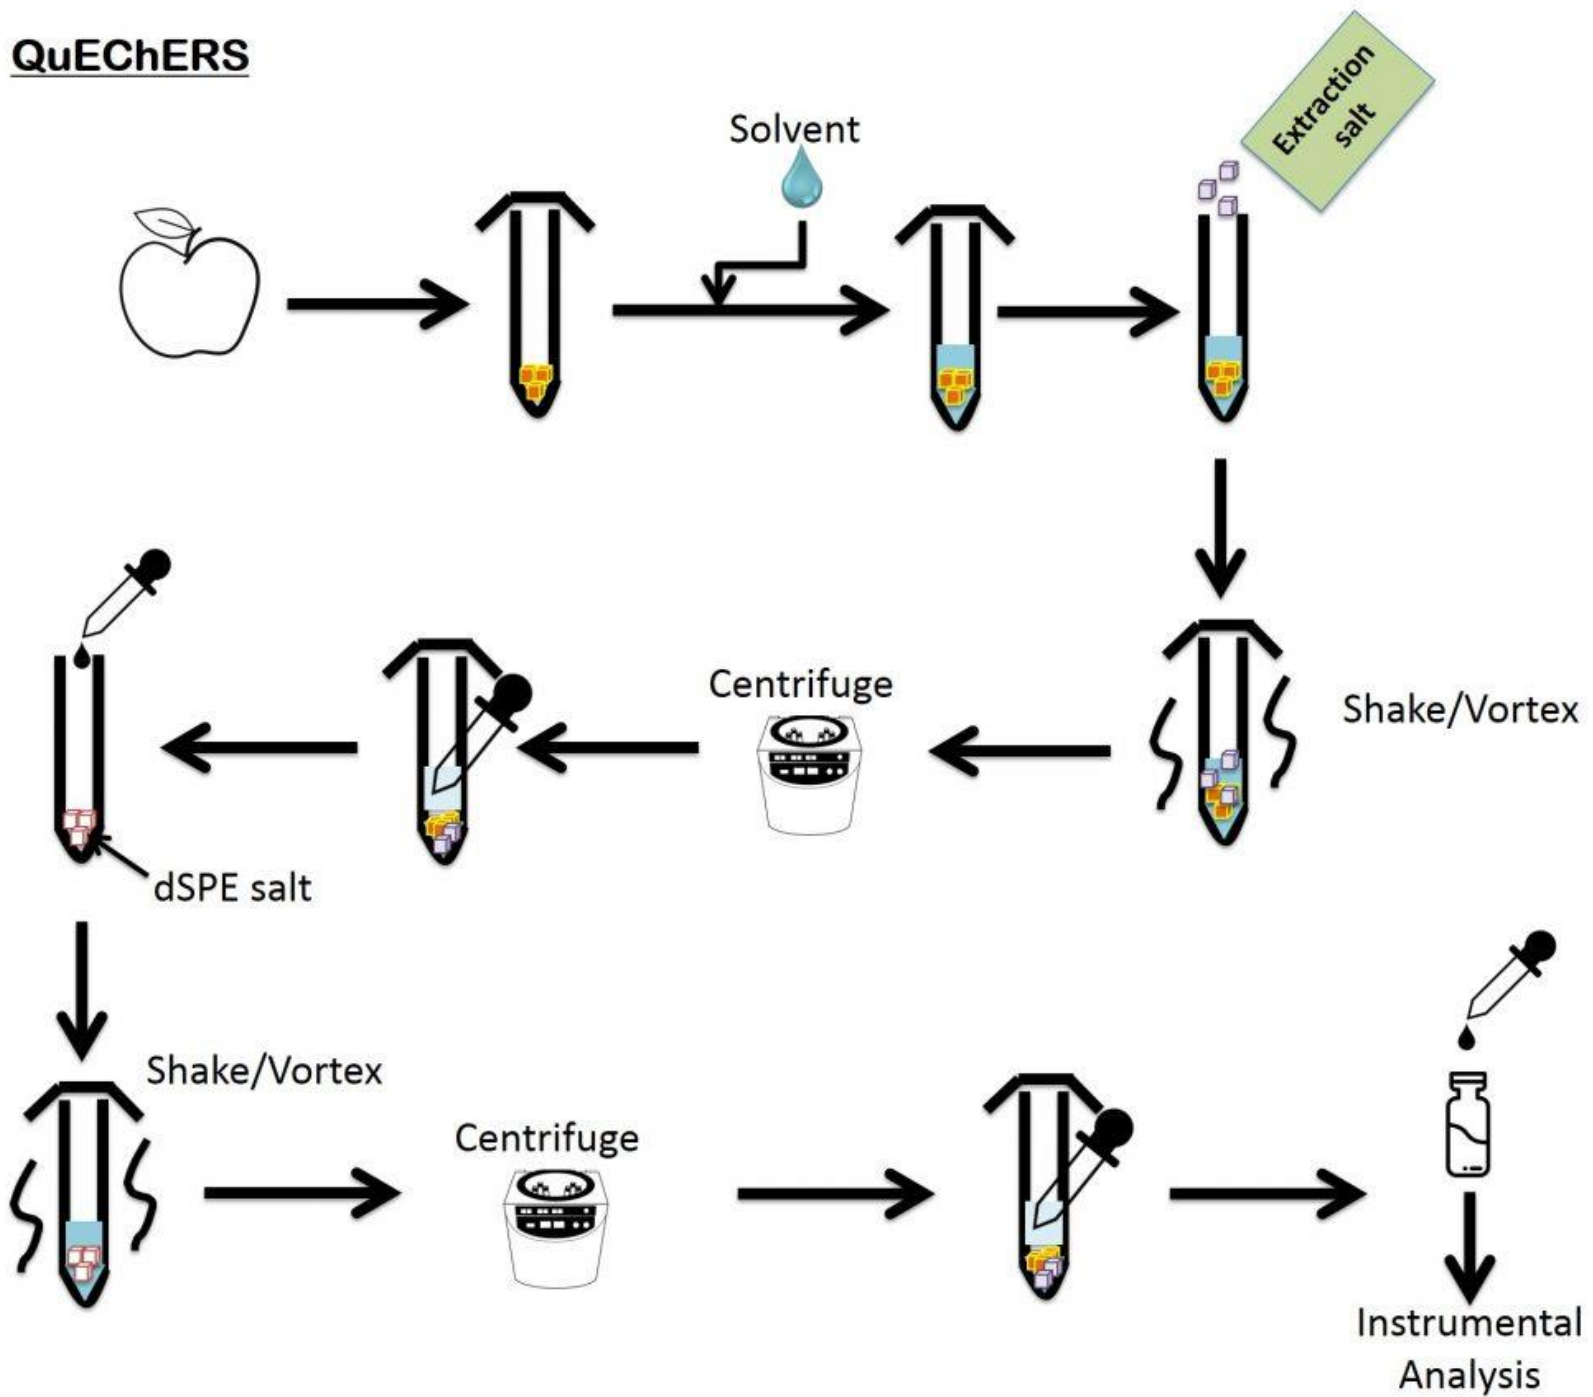 QuEChERS
Solvent
Extraction
salt
Shake/Vortex
Centrifuge
dSPE salt
Shake/Vortex
Centrifuge
Instrumental
Analysis